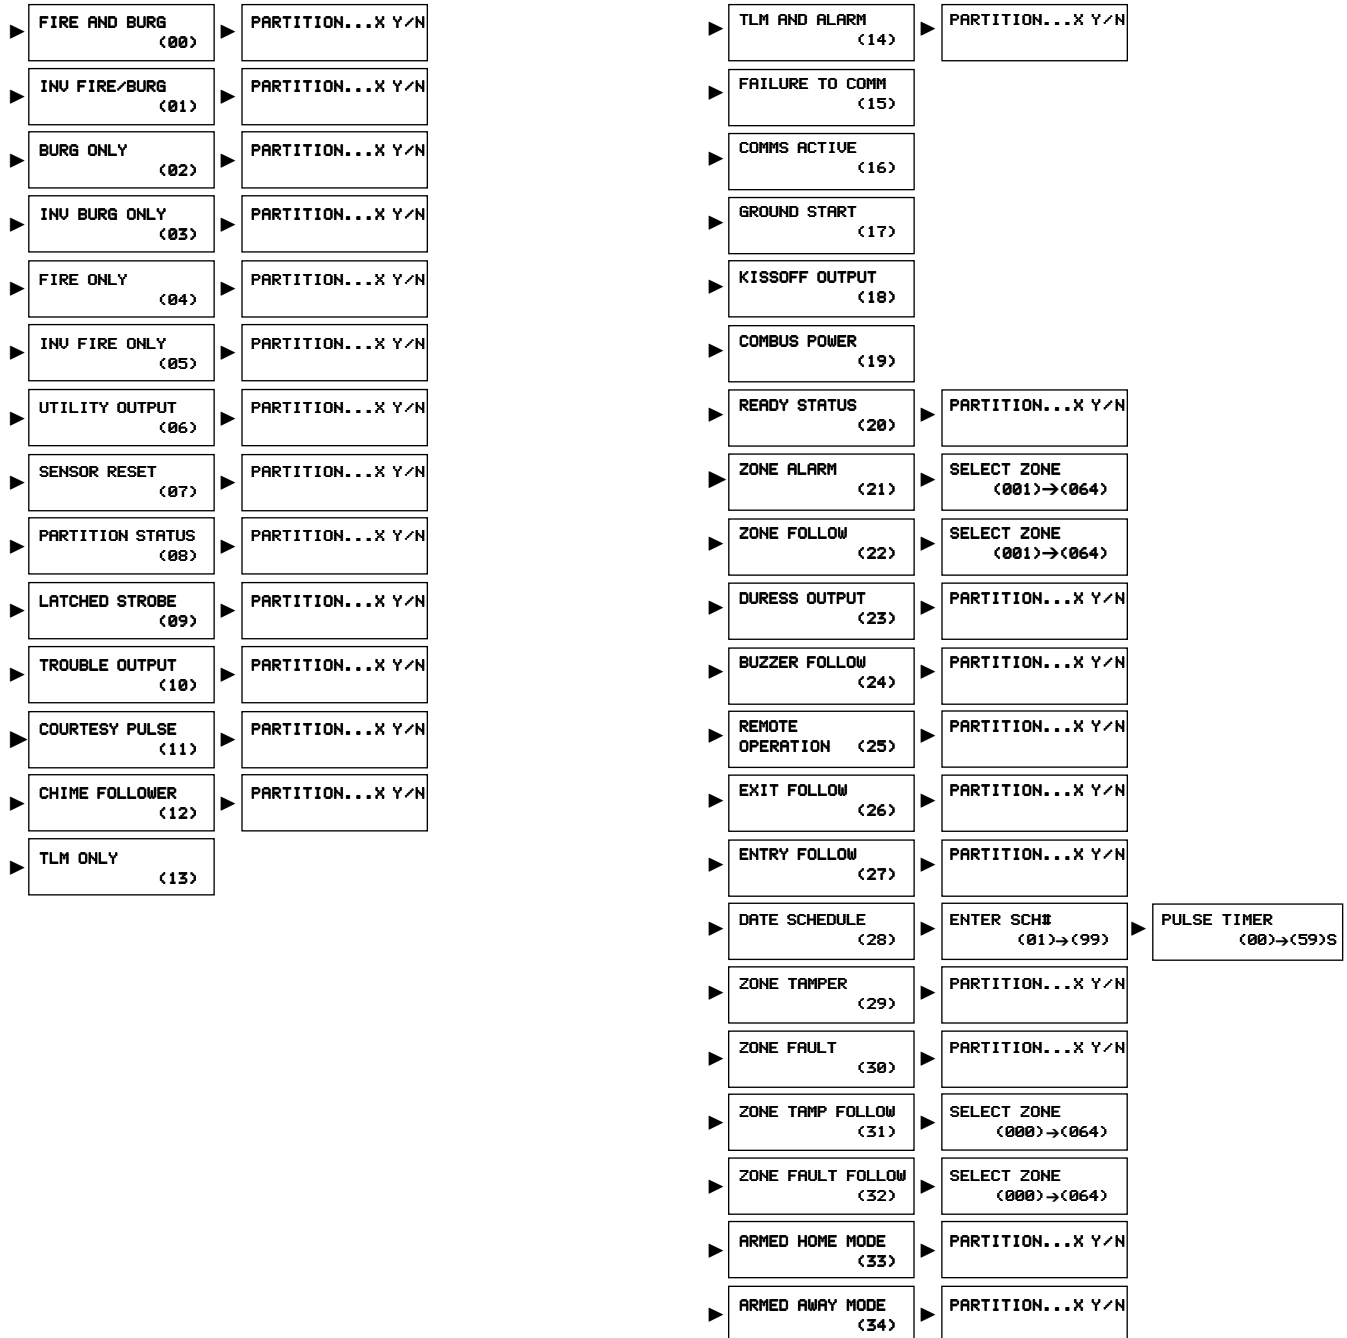 FIRE AND BURG
(00)
PARTITION...X Y/N
INV FIRE/BURG
(01)
PARTITION...X Y/N
BURG ONLY
(02)
PARTITION...X Y/N
INV BURG ONLY
(03)
PARTITION...X Y/N
FIRE ONLY
(04)
PARTITION...X Y/N
INV FIRE ONLY
(05)
PARTITION...X Y/N
UTILITY OUTPUT
(06)
PARTITION...X Y/N
SENSOR RESET
(07)
PARTITION...X Y/N
PARTITION STATUS
(08)
PARTITION...X Y/N
LATCHED STROBE
(09)
PARTITION...X Y/N
TROUBLE OUTPUT
(10)
PARTITION...X Y/N
COURTESY PULSE
(11)
PARTITION...X Y/N
CHIME FOLLOWER
(12)
PARTITION...X Y/N
TLM ONLY
(13)
TLM AND ALARM
(14)
PARTITION...X Y/N
FAILURE TO COMM
(15)
COMMS ACTIVE
(16)
GROUND START
(17)
KISSOFF OUTPUT
(18)
COMBUS POWER
(19)
READY STATUS
(20)
PARTITION...X Y/N
ZONE ALARM
(21)
SELECT ZONE
(001)→(064)
ZONE FOLLOW
(22)
SELECT ZONE
(001)→(064)
DURESS OUTPUT
(23)
PARTITION...X Y/N
BUZZER FOLLOW
(24)
PARTITION...X Y/N
REMOTE
OPERATION (25)
PARTITION...X Y/N
EXIT FOLLOW
(26)
PARTITION...X Y/N
ENTRY FOLLOW
(27)
PARTITION...X Y/N
DATE SCHEDULE
(28)
ENTER SCH#
(01)→(99)
PULSE TIMER
(00)→(59)S
ZONE TAMPER
(29)
PARTITION...X Y/N
ZONE FAULT
(30)
PARTITION...X Y/N
ZONE TAMP FOLLOW
(31)
SELECT ZONE
(000)→(064)
ZONE FAULT FOLLOW
(32)
SELECT ZONE
(000)→(064)
ARMED HOME MODE
(33)
PARTITION...X Y/N
ARMED AWAY MODE
(34)
PARTITION...X Y/N